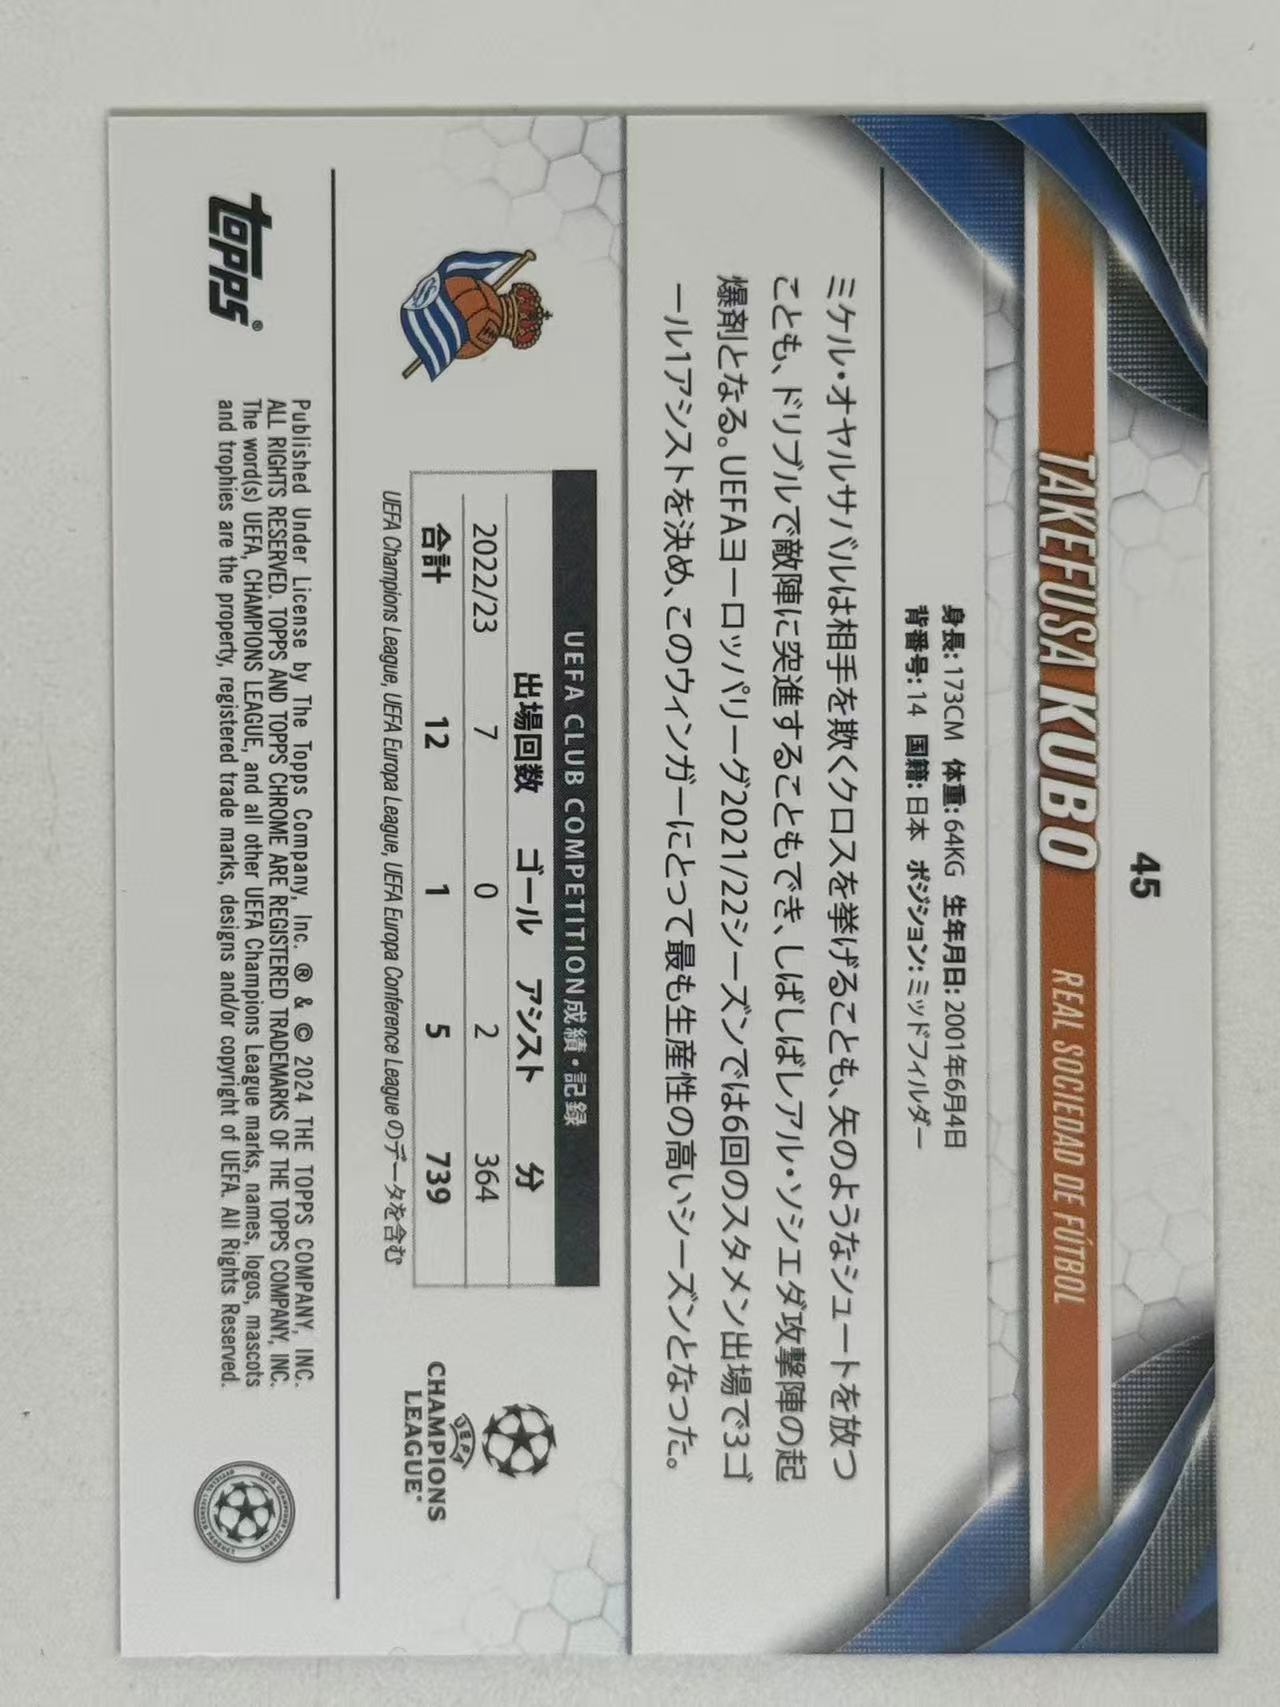 45
TAKEFUSA KUBO REAL SOCIEDAD DE FÚTBOL
身長: 173CM 体重: 64KG 生年月日: 2001年6月4日
背番号: 14 国籍: 日本 ポジション: ミッドフィルダー
ミケル・オヤルサバルは相手を欺くクロスを挙げることも、矢のようなシュートを放つ
ことも、ドリブルで敵陣に突進することもでき、しばしばレアル・ソシエダ攻撃陣の起
爆剤となる。UEFAヨーロッパリーグ2021/22シーズンでは6回のスタメン出場で3ゴ
ール1アシストを決め、このウィンガーにとって最も生産性の高いシーズンとなった。
UEFA CLUB COMPETITION成績・記録
出場回数 ゴール アシスト 分
2022/23 7 0 2 364
合計 12 1 5 739
UEFA Champions League, UEFA Europa League, UEFA Europa Conference League のデータを含む
UEFA
CHAMPIONS
LEAGUE
topps®
Published Under License by The Topps Company, Inc. ® & © 2024 THE TOPPS COMPANY, INC.
ALL RIGHTS RESERVED. TOPPS AND TOPPS CHROME ARE REGISTERED TRADEMARKS OF THE TOPPS COMPANY, INC.
The word(s) UEFA, CHAMPIONS LEAGUE, and all other UEFA Champions League marks, names, logos, mascots
and trophies are the property, registered trade marks, designs and/or copyright of UEFA. All Rights Reserved.